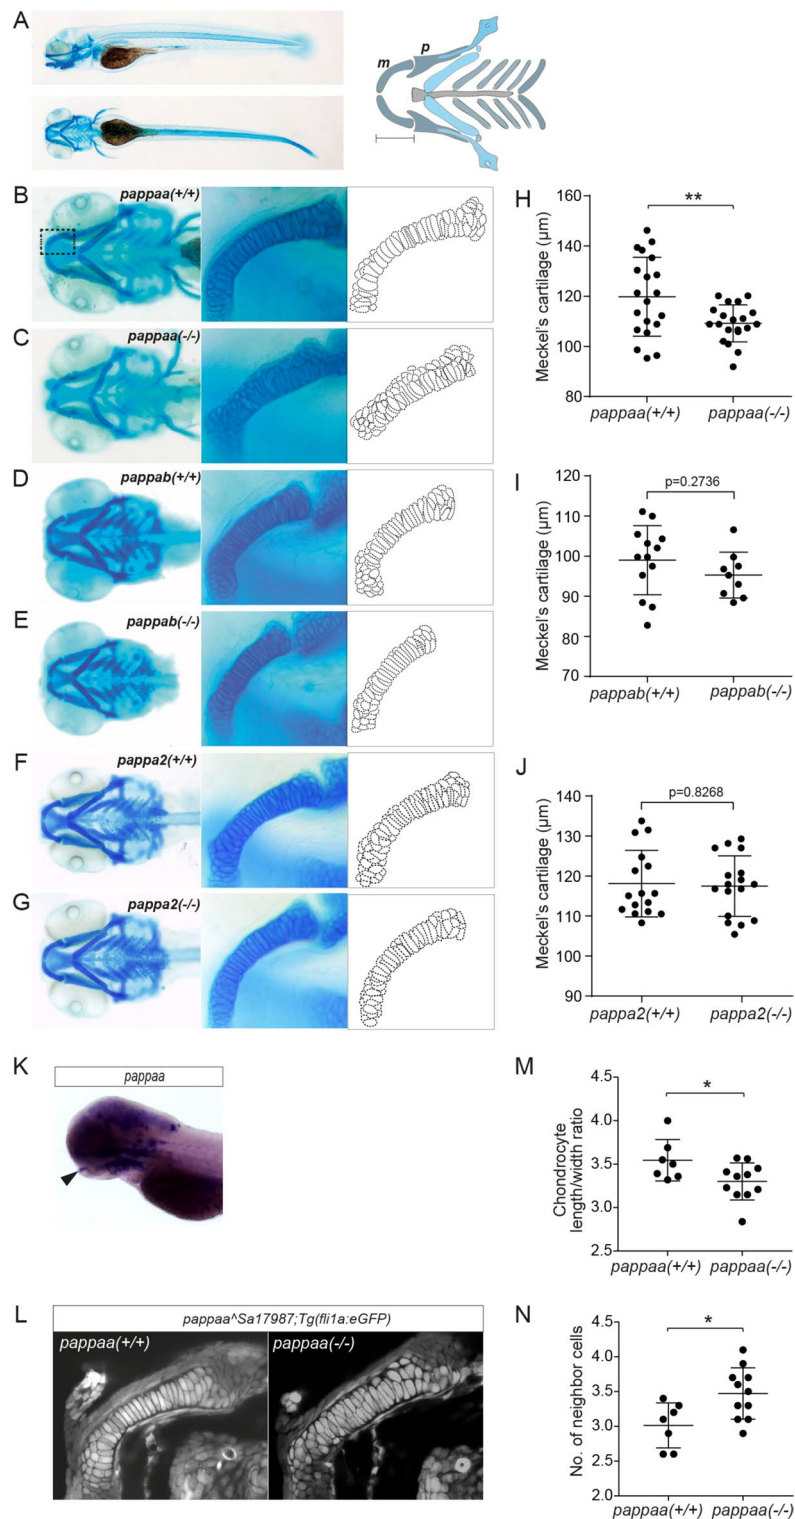 A
m
p
B
pappaa(+/+)
C
pappaa(-/-)
D
pappab(+/+)
E
pappab(-/-)
F
pappa2(+/+)
G
pappa2(-/-)
H
**
Meckel's cartilage (µm)
160
140
120
100
80
pappaa(+/+)
pappaa(-/-)
I
p=0.2736
Meckel's cartilage (µm)
120
110
100
90
80
70
pappab(+/+)
pappab(-/-)
J
p=0.8268
Meckel's cartilage (µm)
140
130
120
110
100
90
pappa2(+/+)
pappa2(-/-)
K
pappaa
L
pappaa^Sa17987;Tg(fli1a:eGFP)
pappaa(+/+)
pappaa(-/-)
M
*
Chondrocyte
length/width ratio
4.5
4.0
3.5
3.0
2.5
pappaa(+/+)
pappaa(-/-)
N
*
No. of neighbor cells
4.5
4.0
3.5
3.0
2.5
2.0
pappaa(+/+)
pappaa(-/-)